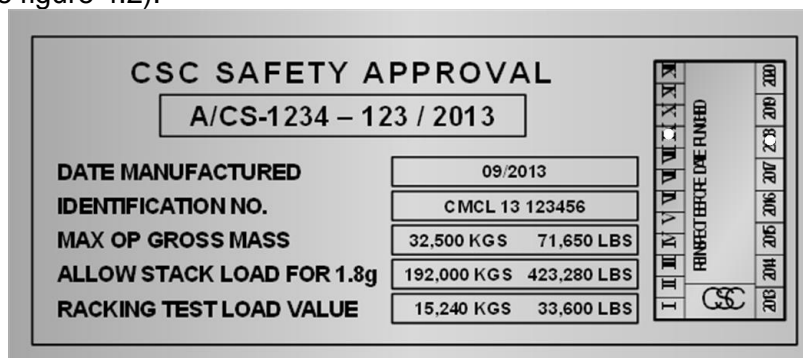 figure 4.2).
CSC SAFETY APPROVAL
A/CS-1234 – 123 / 2013
DATE MANUFACTURED 09/2013
IDENTIFICATION NO. CMCL 13 123456
MAX OP GROSS MASS 32,500 KGS 71,650 LBS
ALLOW STACK LOAD FOR 1.8g 192,000 KGS 423,280 LBS
RACKING TEST LOAD VALUE 15,240 KGS 33,600 LBS
I II III IV V VI VII VIII X XI XII
REINSPECT BEFORE DATE PUNCHED
CSC
2013 2014 2015 2016 2017 2018 2019 2020